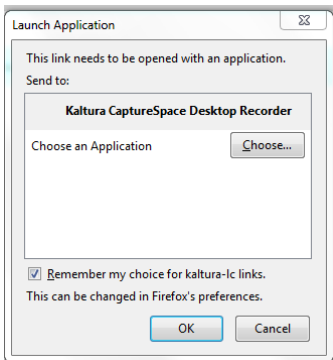 Launch Application
This link needs to be opened with an application.
Send to:
Kaltura CaptureSpace Desktop Recorder
Choose an Application
Choose...
Remember my choice for kaltura-lc links.
This can be changed in Firefox's preferences.
OK
Cancel